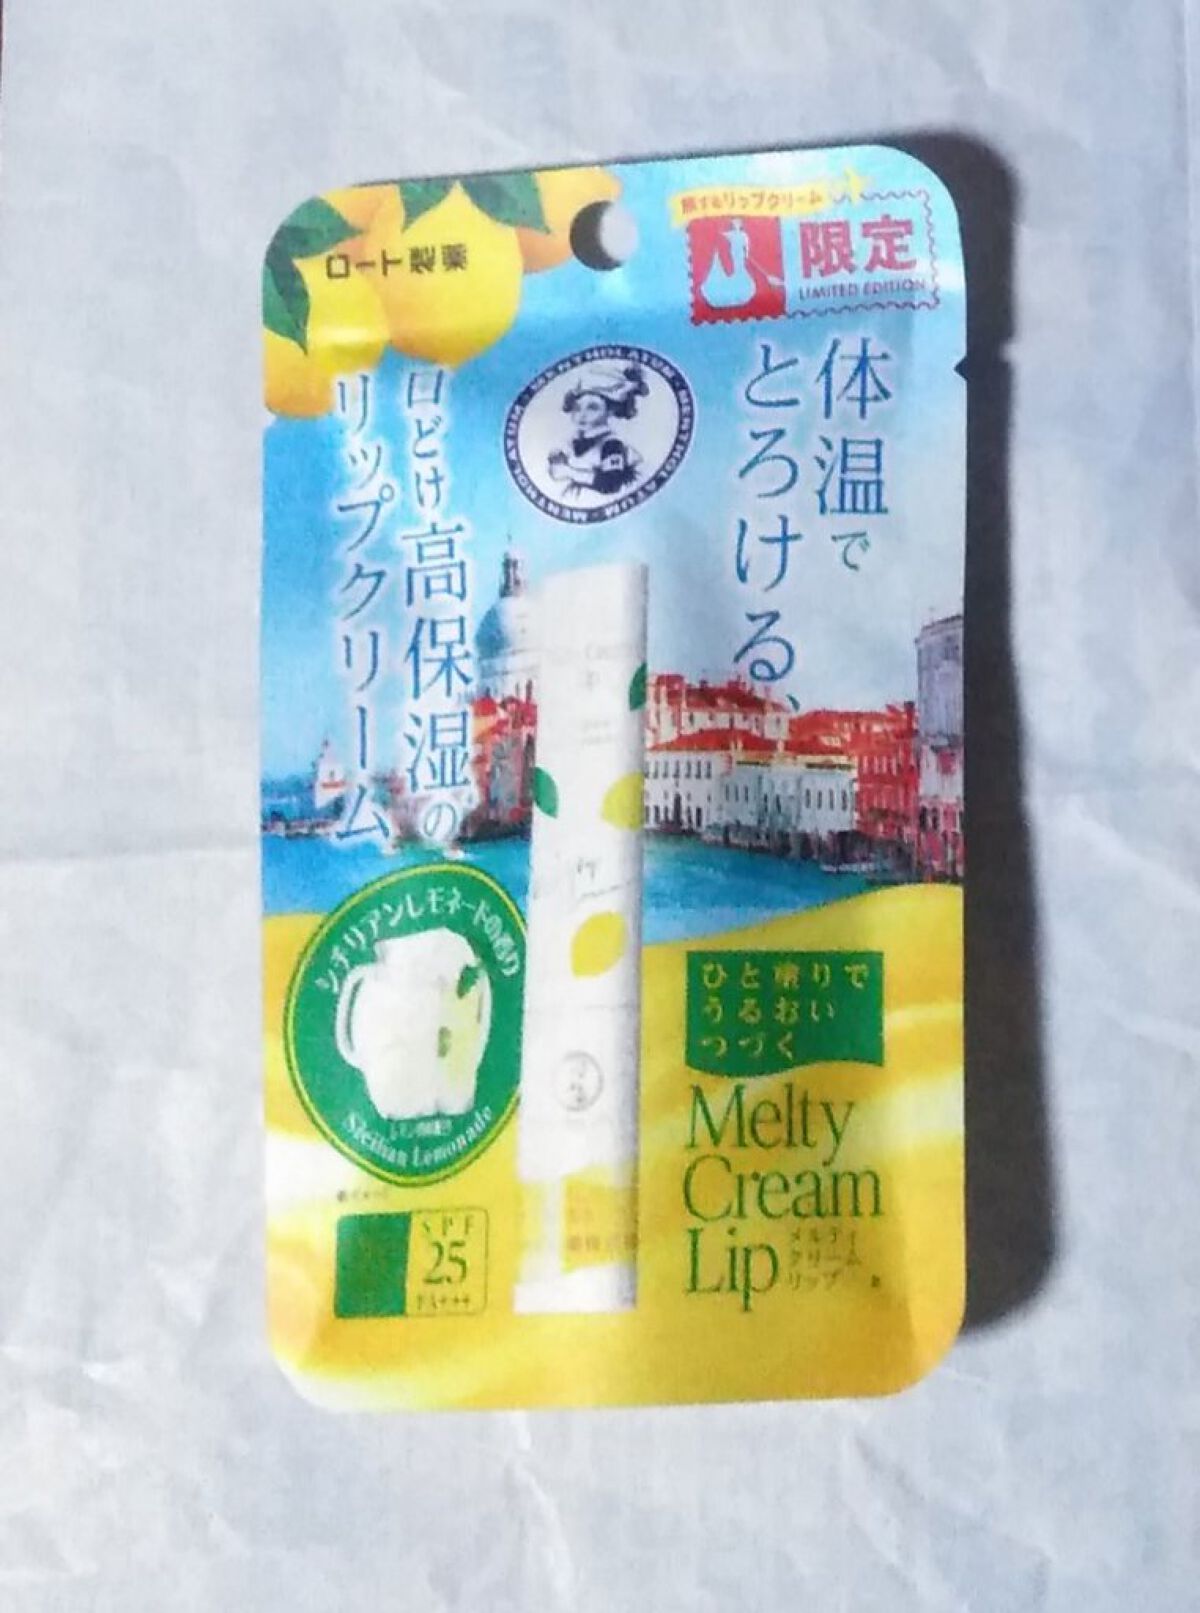 ロート製薬
旅するリップクリーム
限定
LIMITED EDITION
MENTHOLATUM · MENTHOLATUM · MENTHOLATUM · MENTHOLATUM
体温で
とろける、
口どけ高保湿の
リップクリーム
シチリアンレモネードの香り
Sicilian Lemonade
ひと塗りで
うるおい
つづく
Melty
Cream
Lip
メルティ
クリーム
リップ
SPF
25
PA+++